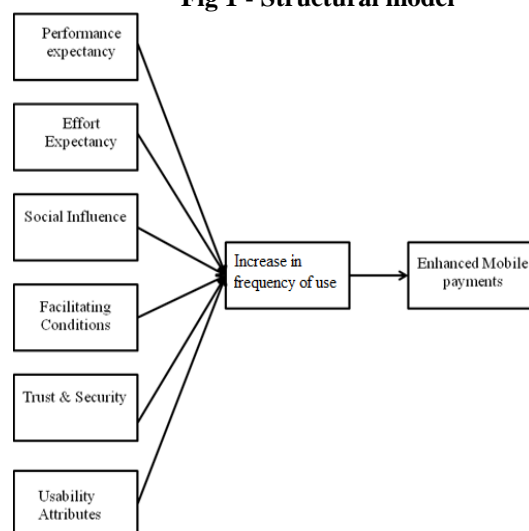 Fig 1 - Structural model
Performance
expectancy
Effort
Expectancy
Social Influence
Facilitating
Conditions
Trust & Security
Usability
Attributes
Increase in
frequency of use
Enhanced Mobile
payments